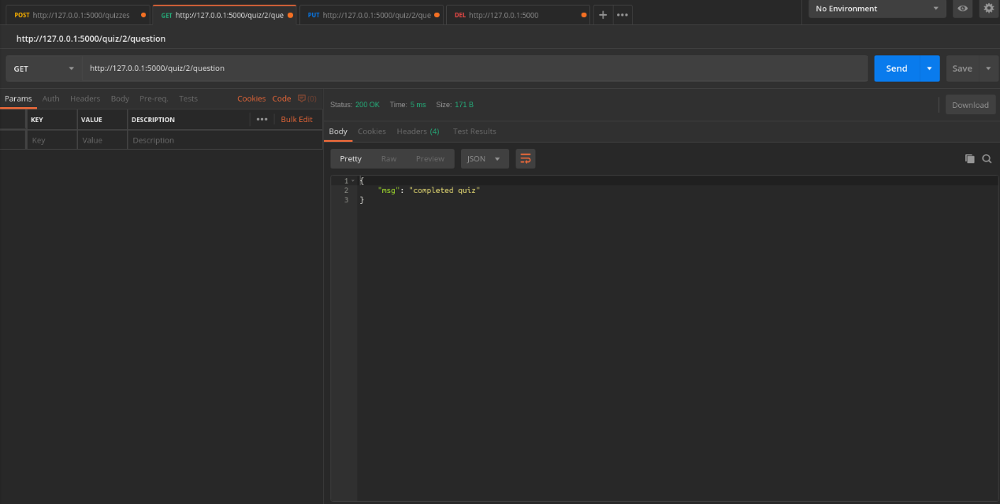 POST http://127.0.0.1:5000/quizzes GET http://127.0.0.1:5000/quiz/2/que PUT http://127.0.0.1:5000/quiz/2/que DEL http://127.0.0.1:5000 + ••• No Environment
http://127.0.0.1:5000/quiz/2/question
GET http://127.0.0.1:5000/quiz/2/question Send Save
Params Auth Headers Body Pre-req. Tests Cookies Code (0)
KEY VALUE DESCRIPTION ••• Bulk Edit
Key Value Description
Status: 200 OK Time: 5 ms Size: 171 B Download
Body Cookies Headers (4) Test Results
Pretty Raw Preview JSON
1 {
2 "msg": "completed quiz"
3 }